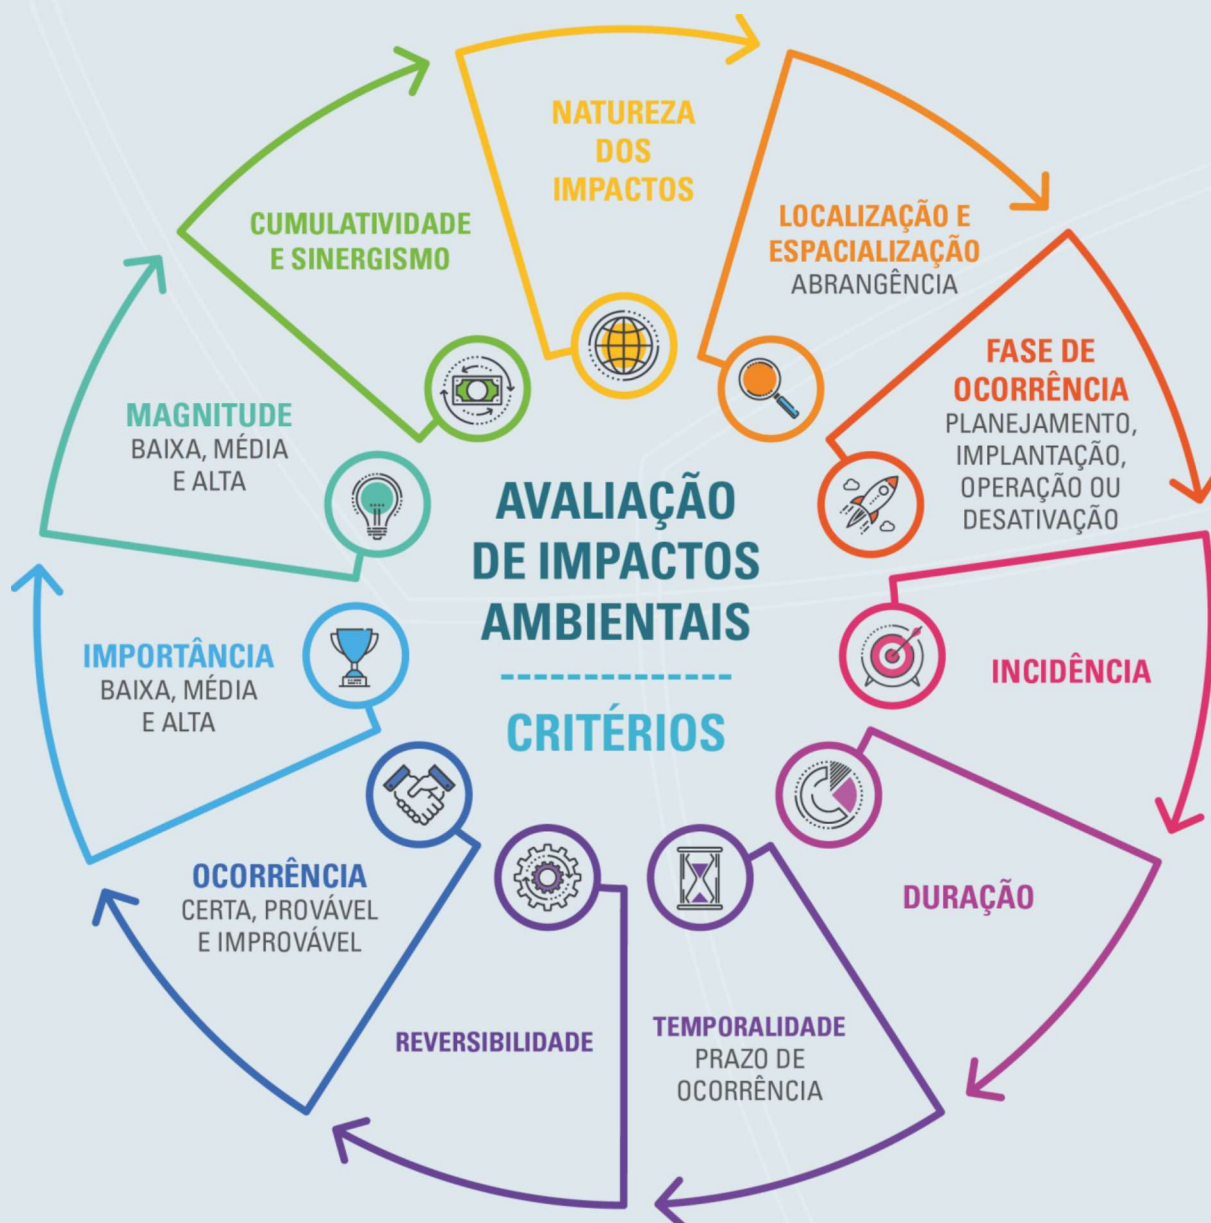 AVALIAÇÃO
DE IMPACTOS
AMBIENTAIS
CRITÉRIOS
NATUREZA
DOS
IMPACTOS
LOCALIZAÇÃO E
ESPACIALIZAÇÃO
ABRANGÊNCIA
FASE DE
OCORRÊNCIA
PLANEJAMENTO,
IMPLANTAÇÃO,
OPERAÇÃO OU
DESATIVAÇÃO
INCIDÊNCIA
DURAÇÃO
TEMPORALIDADE
PRAZO DE
OCORRÊNCIA
REVERSIBILIDADE
OCORRÊNCIA
CERTA, PROVÁVEL
E IMPROVÁVEL
IMPORTÂNCIA
BAIXA, MÉDIA
E ALTA
MAGNITUDE
BAIXA, MÉDIA
E ALTA
CUMULATIVIDADE
E SINERGISMO